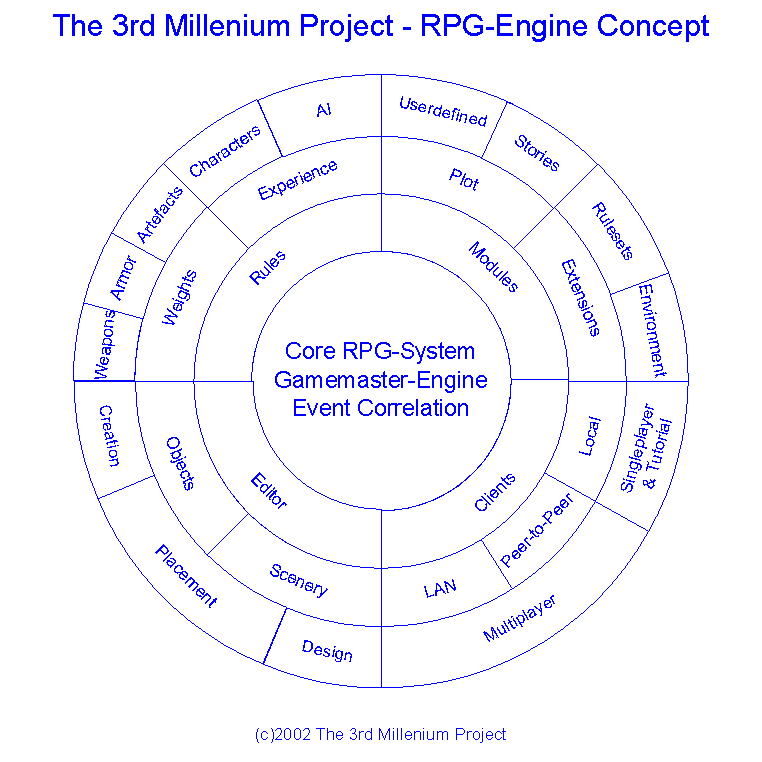 The 3rd Millenium Project - RPG-Engine Concept
AI
Userdefined
Characters
Stories
Experience
Plot
Artefacts
Rulesets
Rules
Modules
Armor
Weights
Extensions
Weapons
Environment
Core RPG-System
Gamemaster-Engine
Event Correlation
Creation
Objects
Editor
Clients
Local
Singleplayer
& Tutorial
Placement
Scenery
LAN
Peer-to-Peer
Design
Multiplayer
(c)2002 The 3rd Millenium Project